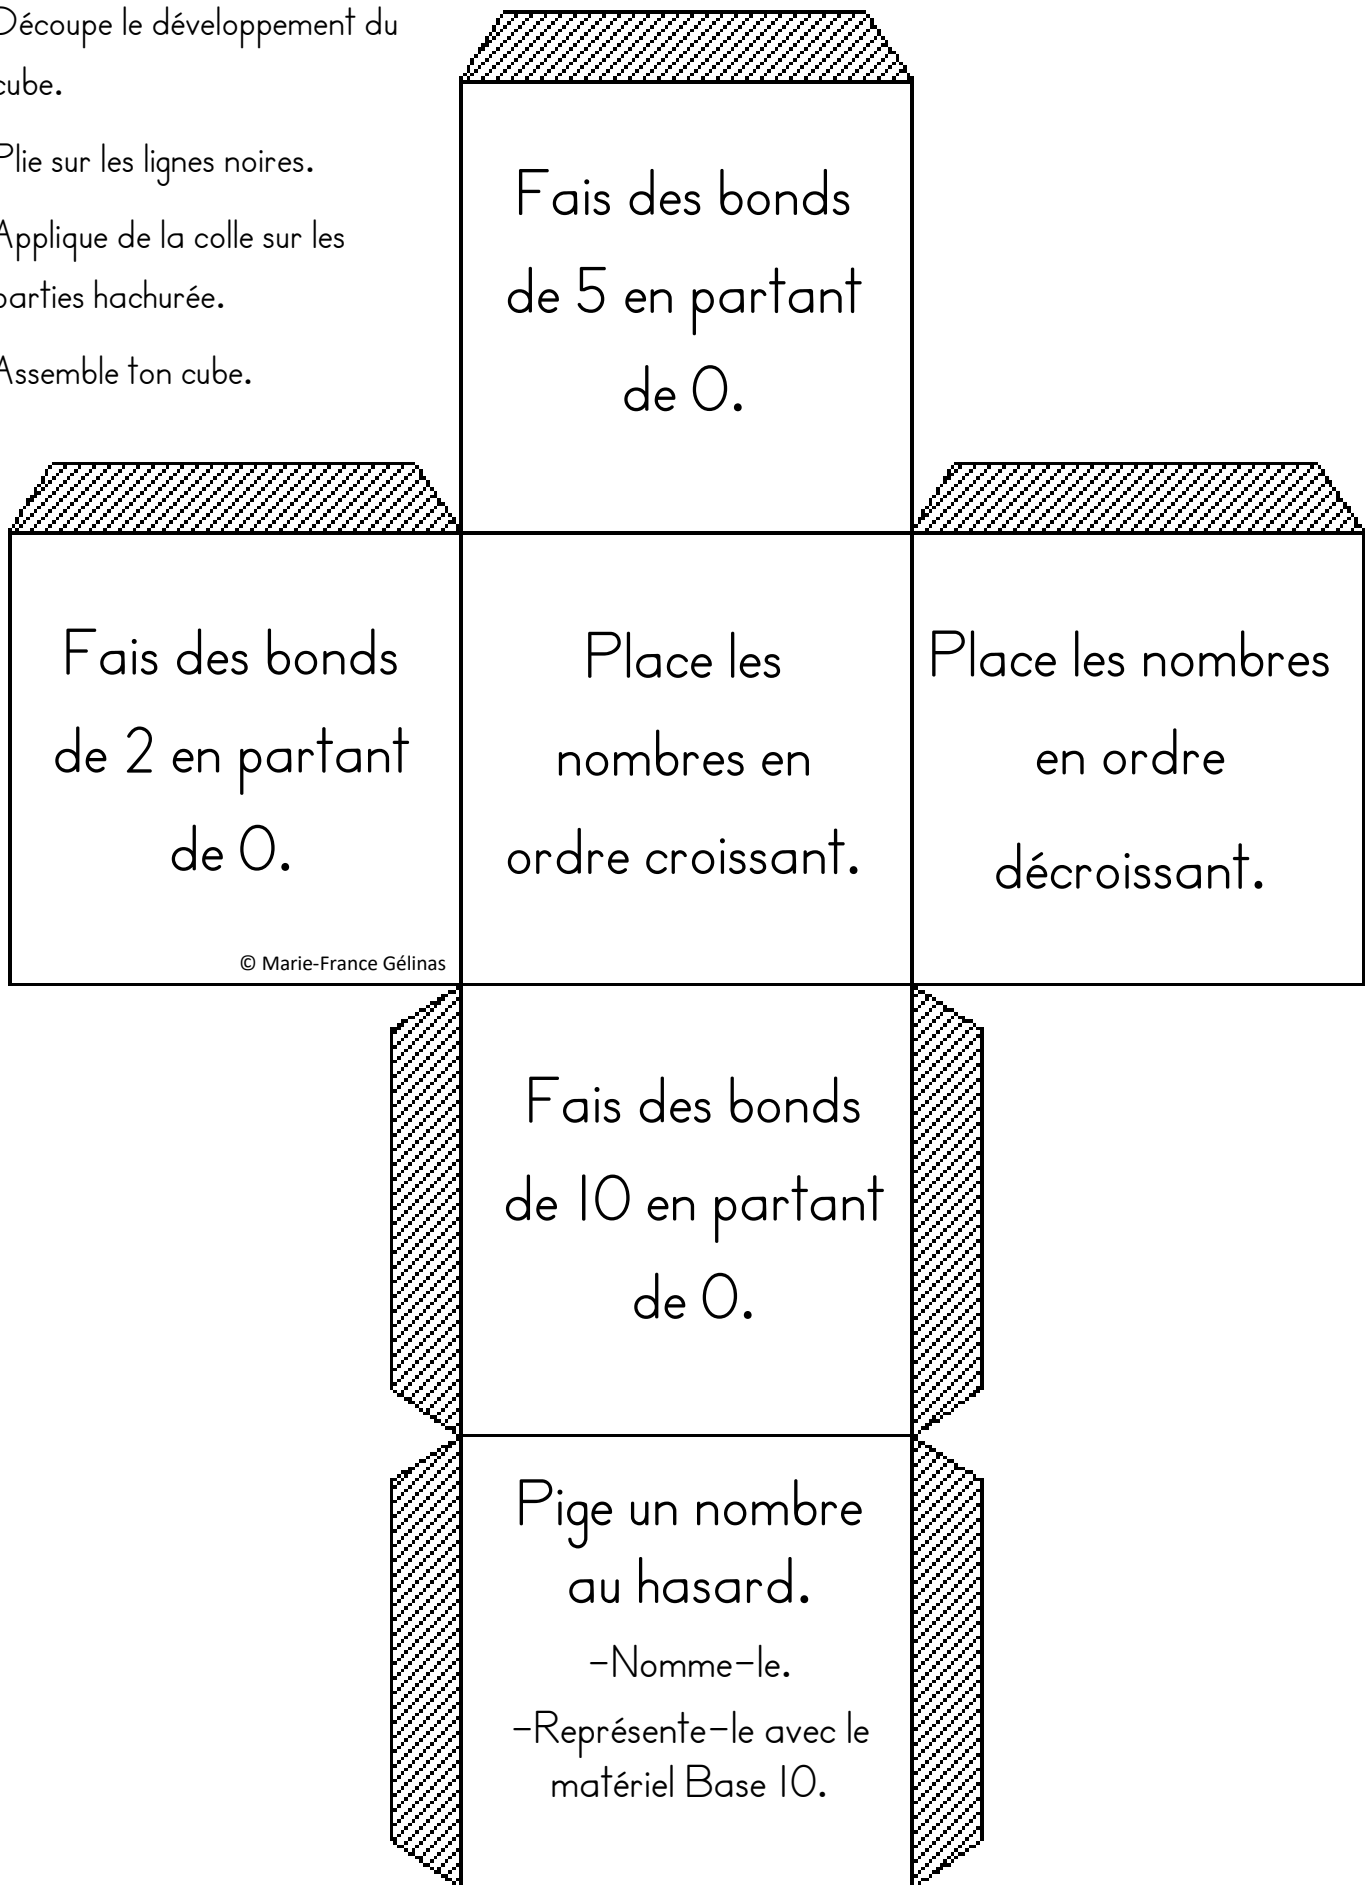 Découpe le développement du
cube.
Plie sur les lignes noires.
Applique de la colle sur les
parties hachurée.
Assemble ton cube.
Fais des bonds
de 5 en partant
de 0.
Fais des bonds
de 2 en partant
de 0.
© Marie-France Gélinas
Place les
nombres en
ordre croissant.
Place les nombres
en ordre
décroissant.
Fais des bonds
de 10 en partant
de 0.
Pige un nombre
au hasard.
-Nomme-le.
-Représente-le avec le
matériel Base 10.